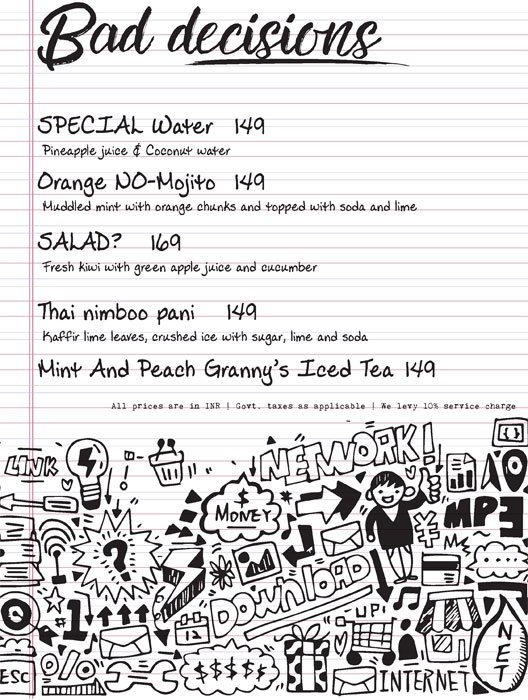 Bad decisions
SPECIAL Water 149
Pineapple juice & Coconut water
Orange NO-Mojito 149
Muddled mint with orange chunks and topped with soda and lime
SALAD? 169
Fresh kiwi with green apple juice and cucumber
Thai nimboo pani 149
Kaffir lime leaves, crushed ice with sugar, lime and soda
Mint And Peach Granny's Iced Tea 149
All prices are in INR | Govt. taxes as applicable | We levy 10% service charge
LINK
NETWORK!
{}
$
MONEY
¥
MP3
?
DOWNLOAD
#1
UP!
12
$$$$$
%
ESC
INTERNET
NET